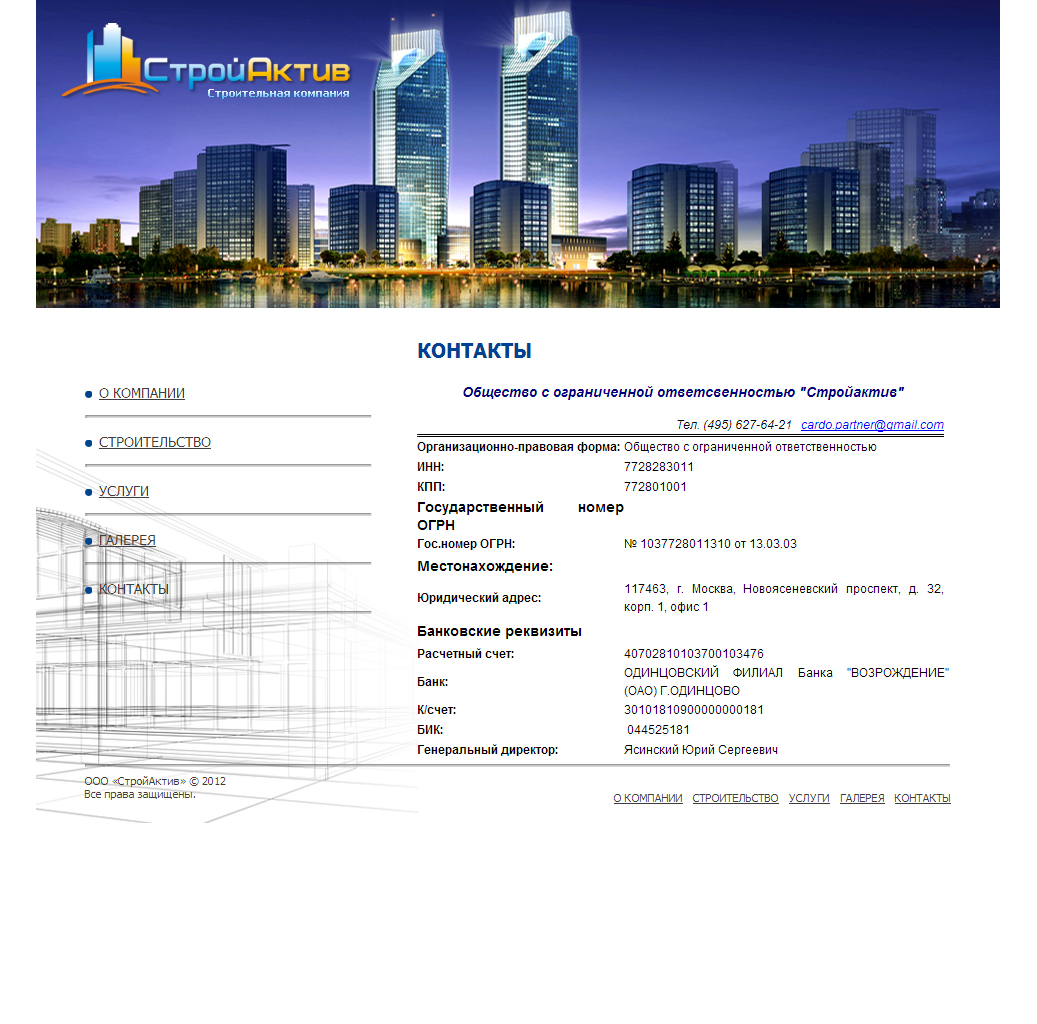 СтройАктив
Строительная компания
КОНТАКТЫ
О КОМПАНИИ
СТРОИТЕЛЬСТВО
УСЛУГИ
ГАЛЕРЕЯ
КОНТАКТЫ
Общество с ограниченной ответсвенностью "Стройактив"
Тел. (495) 627-64-21 cardo.partner@gmail.com
Организационно-правовая форма: Общество с ограниченной ответственностью
ИНН: 7728283011
КПП: 772801001
Государственный номер
ОГРН
Гос.номер ОГРН: № 1037728011310 от 13.03.03
Местонахождение:
Юридический адрес: 117463, г. Москва, Новоясеневский проспект, д. 32,
корп. 1, офис 1
Банковские реквизиты
Расчетный счет: 40702810103700103476
Банк: ОДИНЦОВСКИЙ ФИЛИАЛ Банка "ВОЗРОЖДЕНИЕ"
(ОАО) Г.ОДИНЦОВО
К/счет: 30101810900000000181
БИК: 044525181
Генеральный директор: Ясинский Юрий Сергеевич
ООО «СтройАктив» © 2012
Все права защищены.
О КОМПАНИИ СТРОИТЕЛЬСТВО УСЛУГИ ГАЛЕРЕЯ КОНТАКТЫ